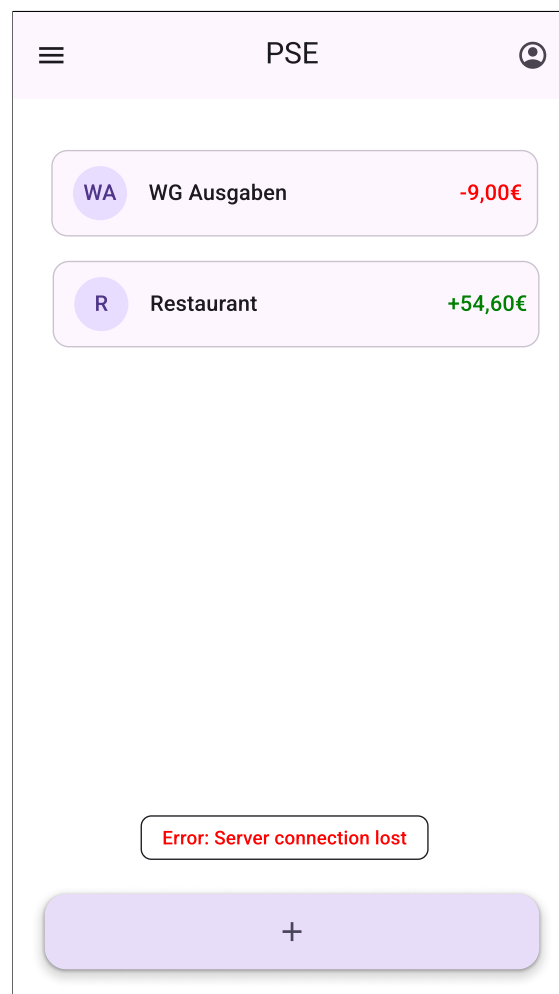 PSE
WA WG Ausgaben -9,00€
R Restaurant +54,60€
Error: Server connection lost
+